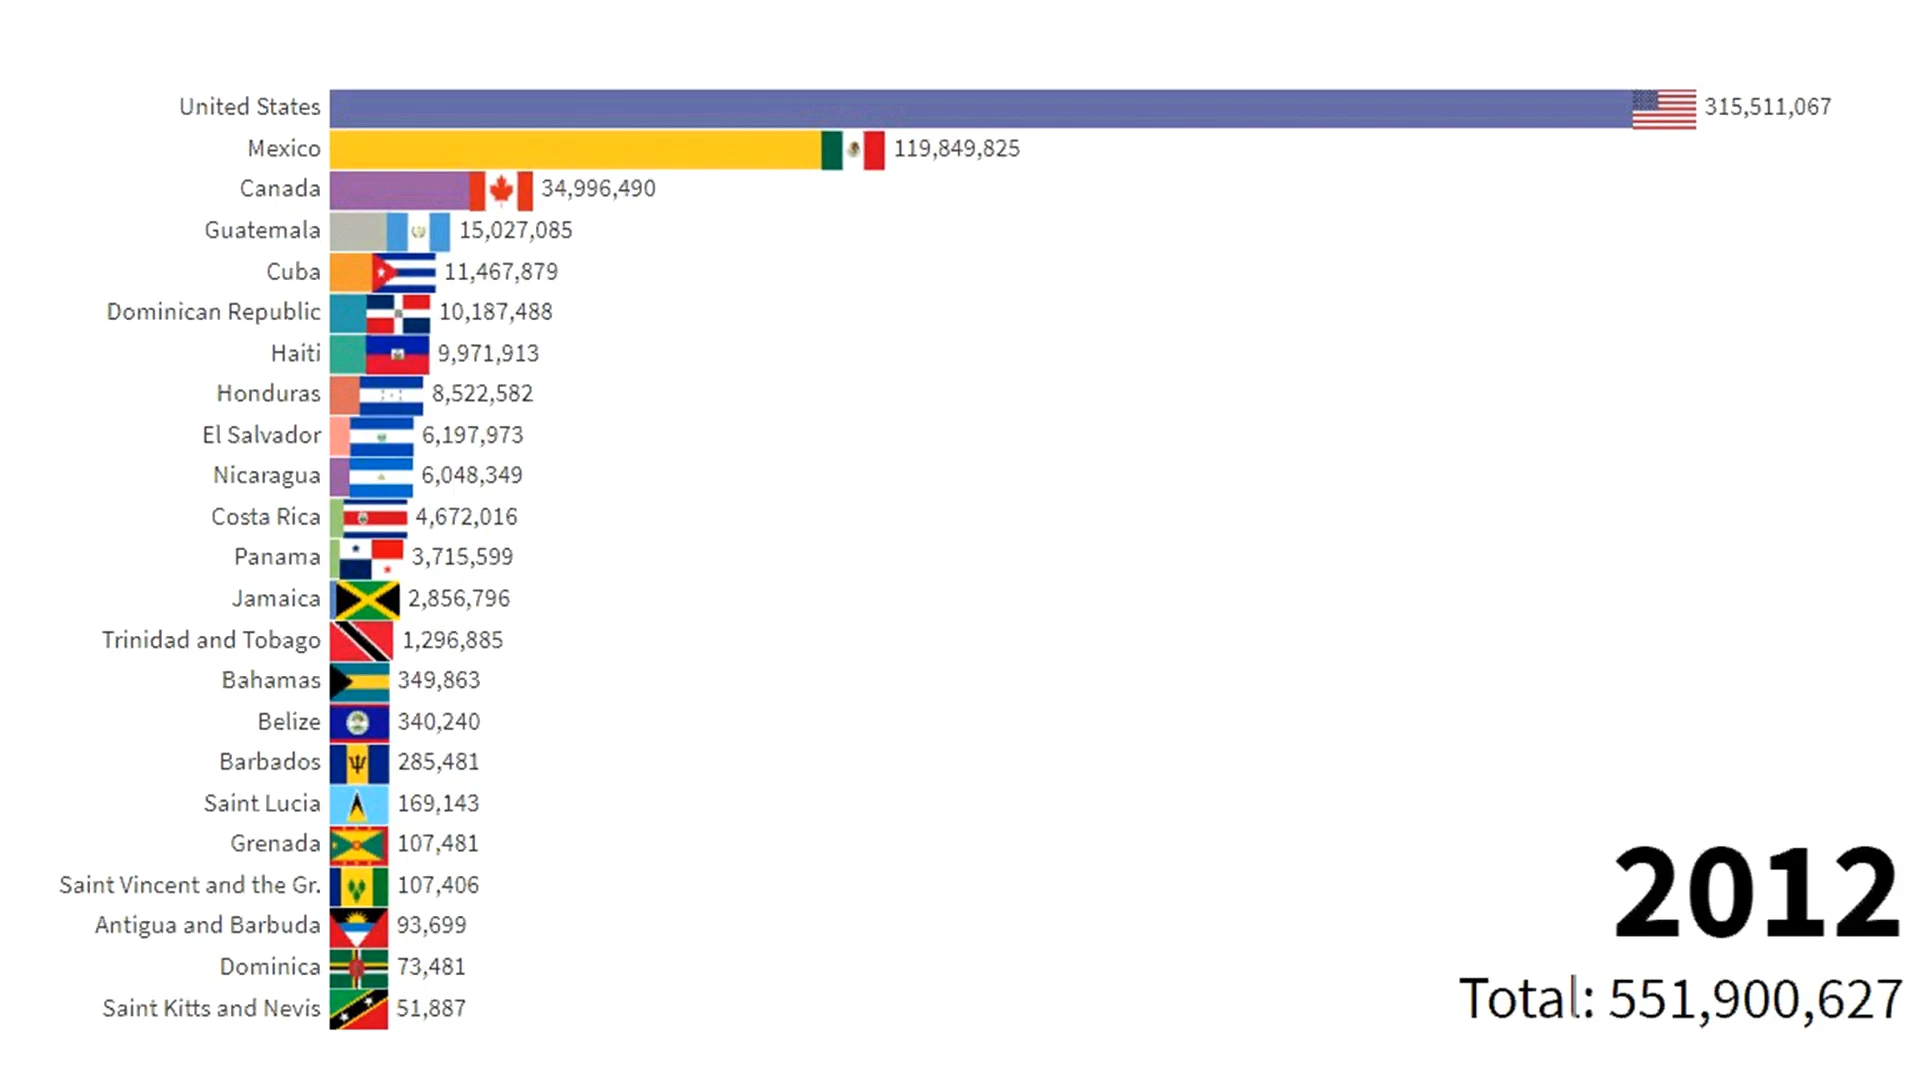 United States 315,511,067
Mexico 119,849,825
Canada 34,996,490
Guatemala 15,027,085
Cuba 11,467,879
Dominican Republic 10,187,488
Haiti 9,971,913
Honduras 8,522,582
El Salvador 6,197,973
Nicaragua 6,048,349
Costa Rica 4,672,016
Panama 3,715,599
Jamaica 2,856,796
Trinidad and Tobago 1,296,885
Bahamas 349,863
Belize 340,240
Barbados 285,481
Saint Lucia 169,143
Grenada 107,481
Saint Vincent and the Gr. 107,406
Antigua and Barbuda 93,699
Dominica 73,481
Saint Kitts and Nevis 51,887
2012
Total: 551,900,627